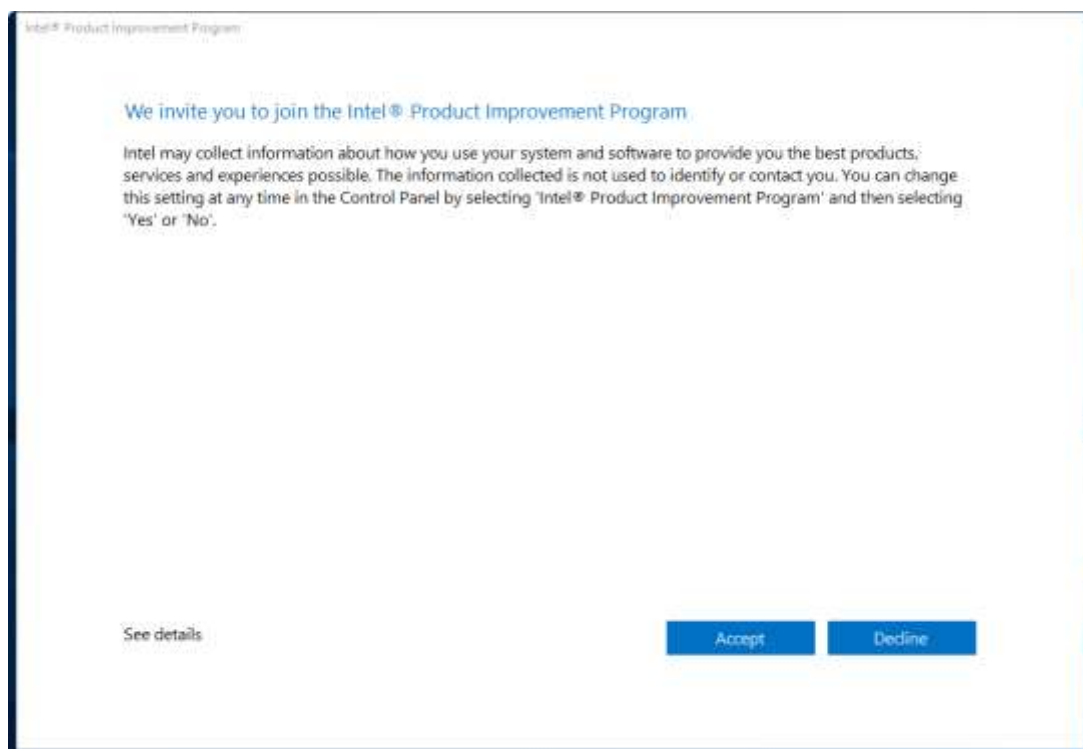 Intel® Product Improvement Program
We invite you to join the Intel® Product Improvement Program
Intel may collect information about how you use your system and software to provide you the best products,
services and experiences possible. The information collected is not used to identify or contact you. You can change
this setting at any time in the Control Panel by selecting 'Intel® Product Improvement Program' and then selecting
'Yes' or 'No'.
See details
Accept
Decline